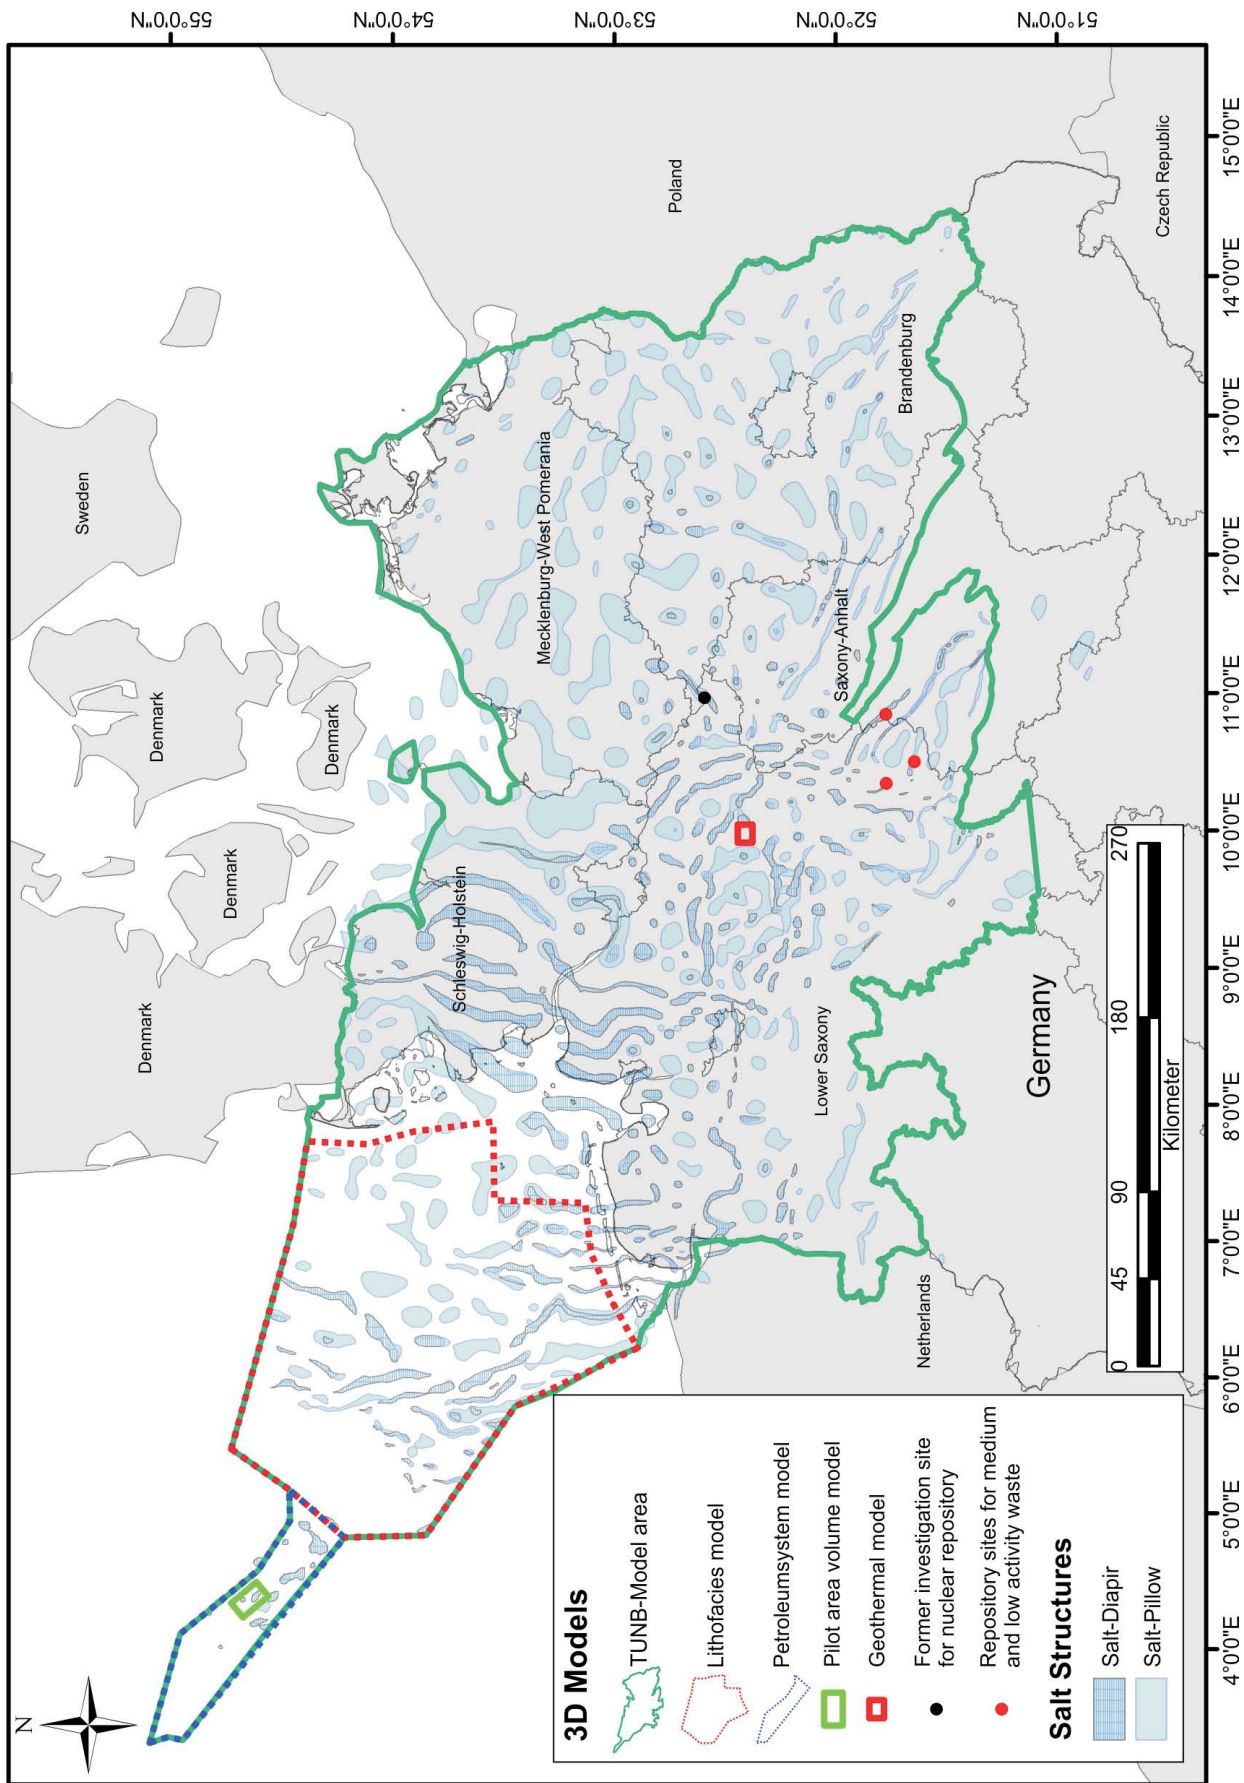 N
Sweden
Denmark
Denmark
Denmark
Denmark
Schleswig-Holstein
Mecklenburg-West Pomerania
Poland
Lower Saxony
Saxony-Anhalt
Brandenburg
Netherlands
Germany
Czech Republic
3D Models
TUNB-Model area
Lithofacies model
Petroleumsystem model
Pilot area volume model
Geothermal model
Former investigation site
for nuclear repository
Repository sites for medium
and low activity waste
Salt Structures
Salt-Diapir
Salt-Pillow
0 45 90 180 270
Kilometer
4°0'0"E 5°0'0"E 6°0'0"E 7°0'0"E 8°0'0"E 9°0'0"E 10°0'0"E 11°0'0"E 12°0'0"E 13°0'0"E 14°0'0"E 15°0'0"E
55°0'0"N
54°0'0"N
53°0'0"N
52°0'0"N
51°0'0"N